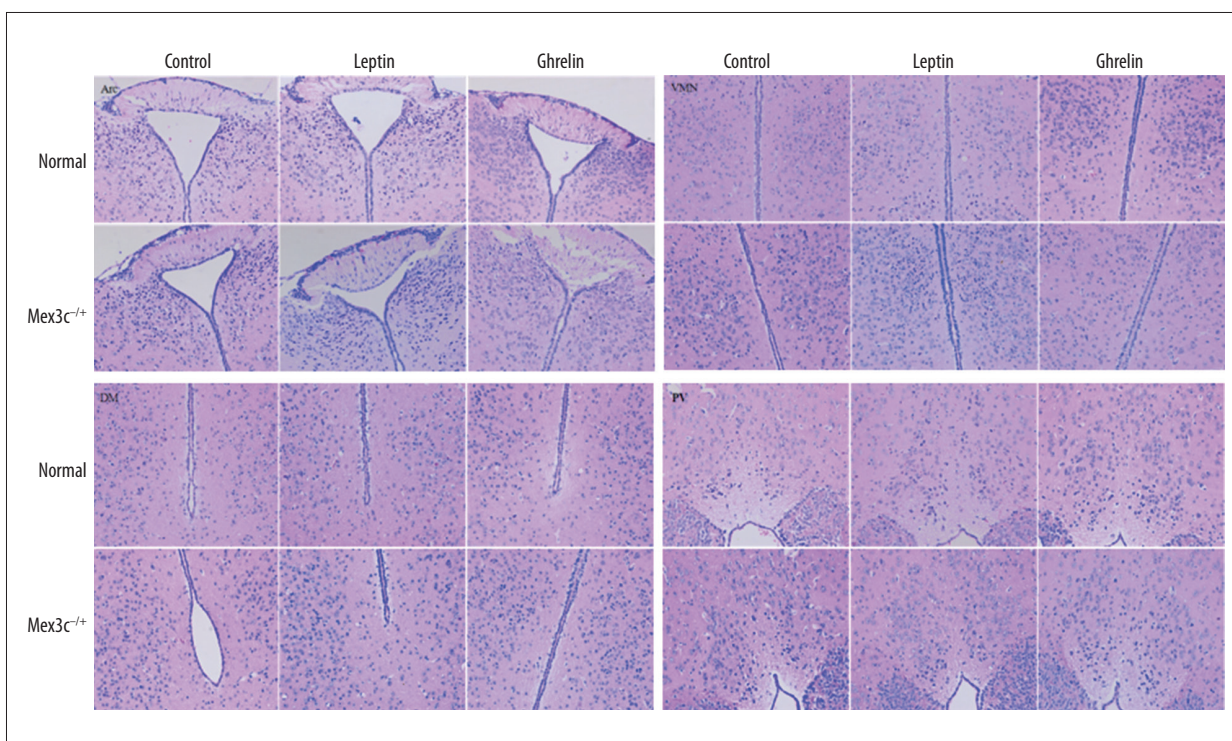 Control Leptin Ghrelin Control Leptin Ghrelin
Arc VMN
Normal
Mex3c⁻/⁺
DM PV
Normal
Mex3c⁻/⁺